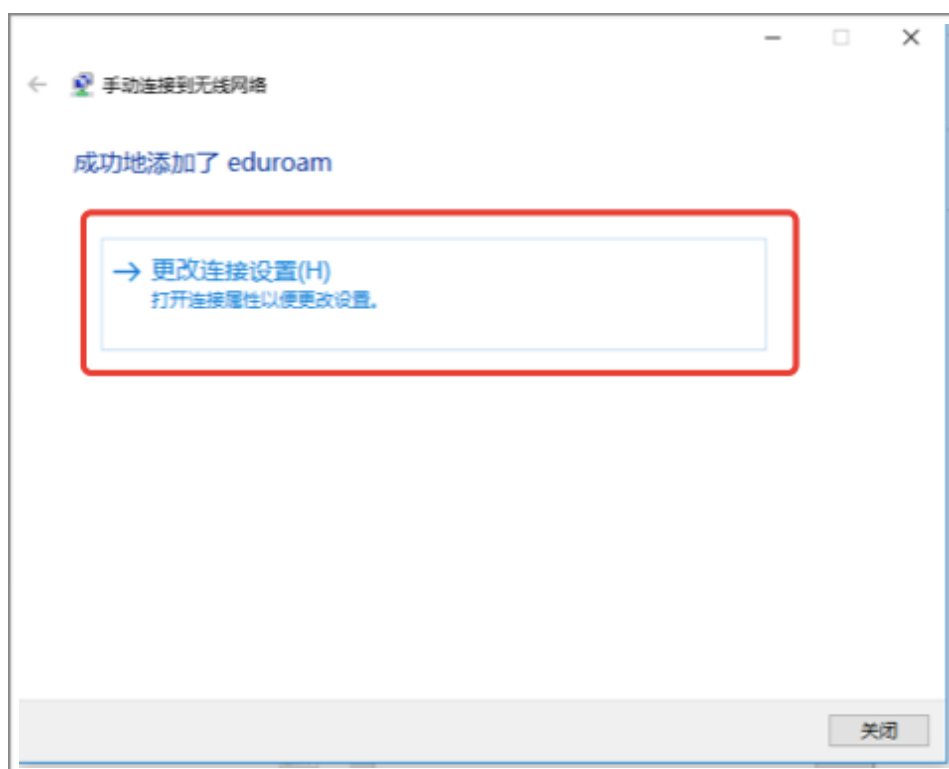 手动连接到无线网络
成功地添加了 eduroam
更改连接设置(H)
打开连接属性以便更改设置。
关闭